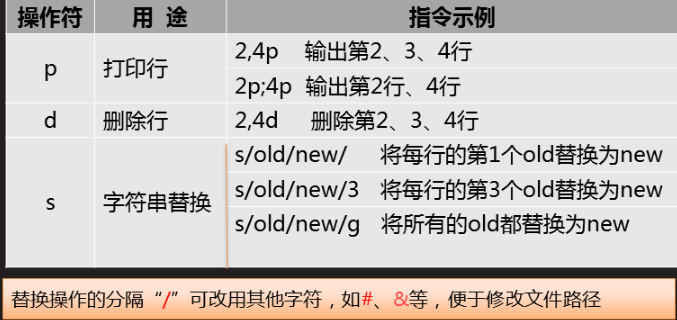 操作符 用 途 指令示例
p 打印行 2,4p 输出第2、3、4行
2p;4p 输出第2行、4行
d 删除行 2,4d 删除第2、3、4行
s 字符串替换 s/old/new/ 将每行的第1个old替换为new
s/old/new/3 将每行的第3个old替换为new
s/old/new/g 将所有的old都替换为new
替换操作的分隔“/”可改用其他字符，如#、&等，便于修改文件路径